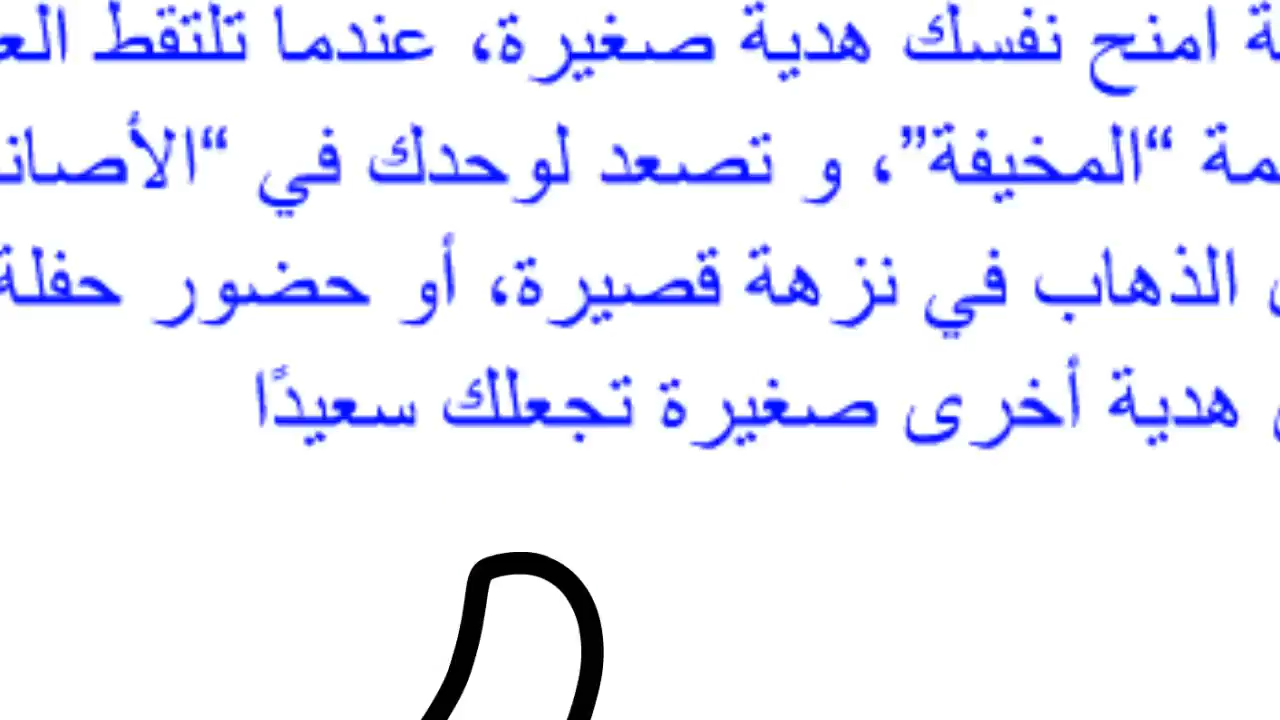 امنح نفسك هدية صغيرة، عندما تلتقط
“المخيفة”، و تصعد لوحدك في “الأصانـ
الذهاب في نزهة قصيرة، أو حضور حفلة
هدية أخرى صغيرة تجعلك سعيدًا